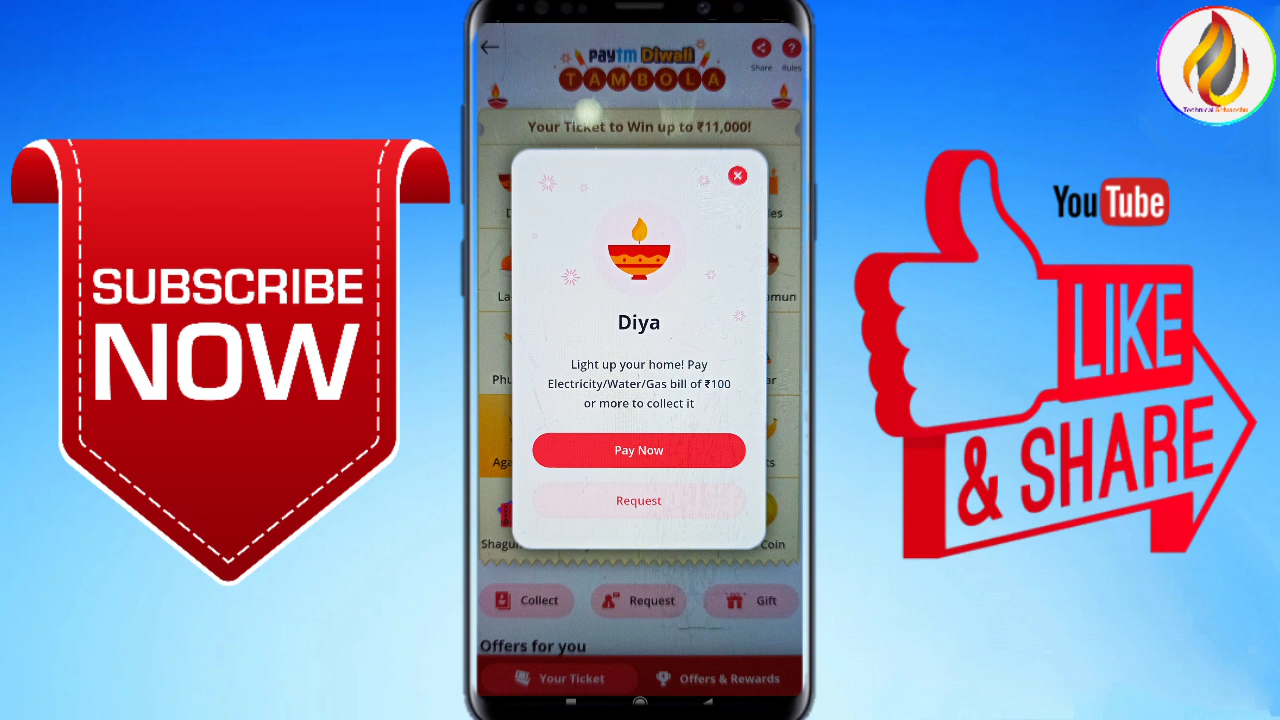 paytm Diwali
TAMBOLA
Share
Rules
Your Ticket to Win up to ₹11,000!
Diya
Light up your home! Pay
Electricity/Water/Gas bill of ₹100
or more to collect it
Pay Now
Request
Collect
Request
Gift
Offers for you
Your Ticket
Offers & Rewards
Coin
SUBSCRIBE
NOW
YouTube
LIKE
& SHARE
Technical